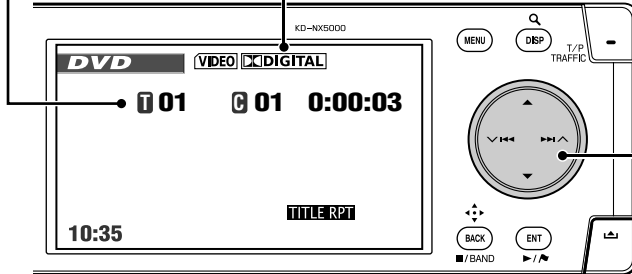 KD-NX5000
MENU
DISP
T/P
TRAFFIC
DVD
VIDEO
DIGITAL
T 01 C 01 0:00:03
TITLE RPT
10:35
BACK
ENT
/BAND